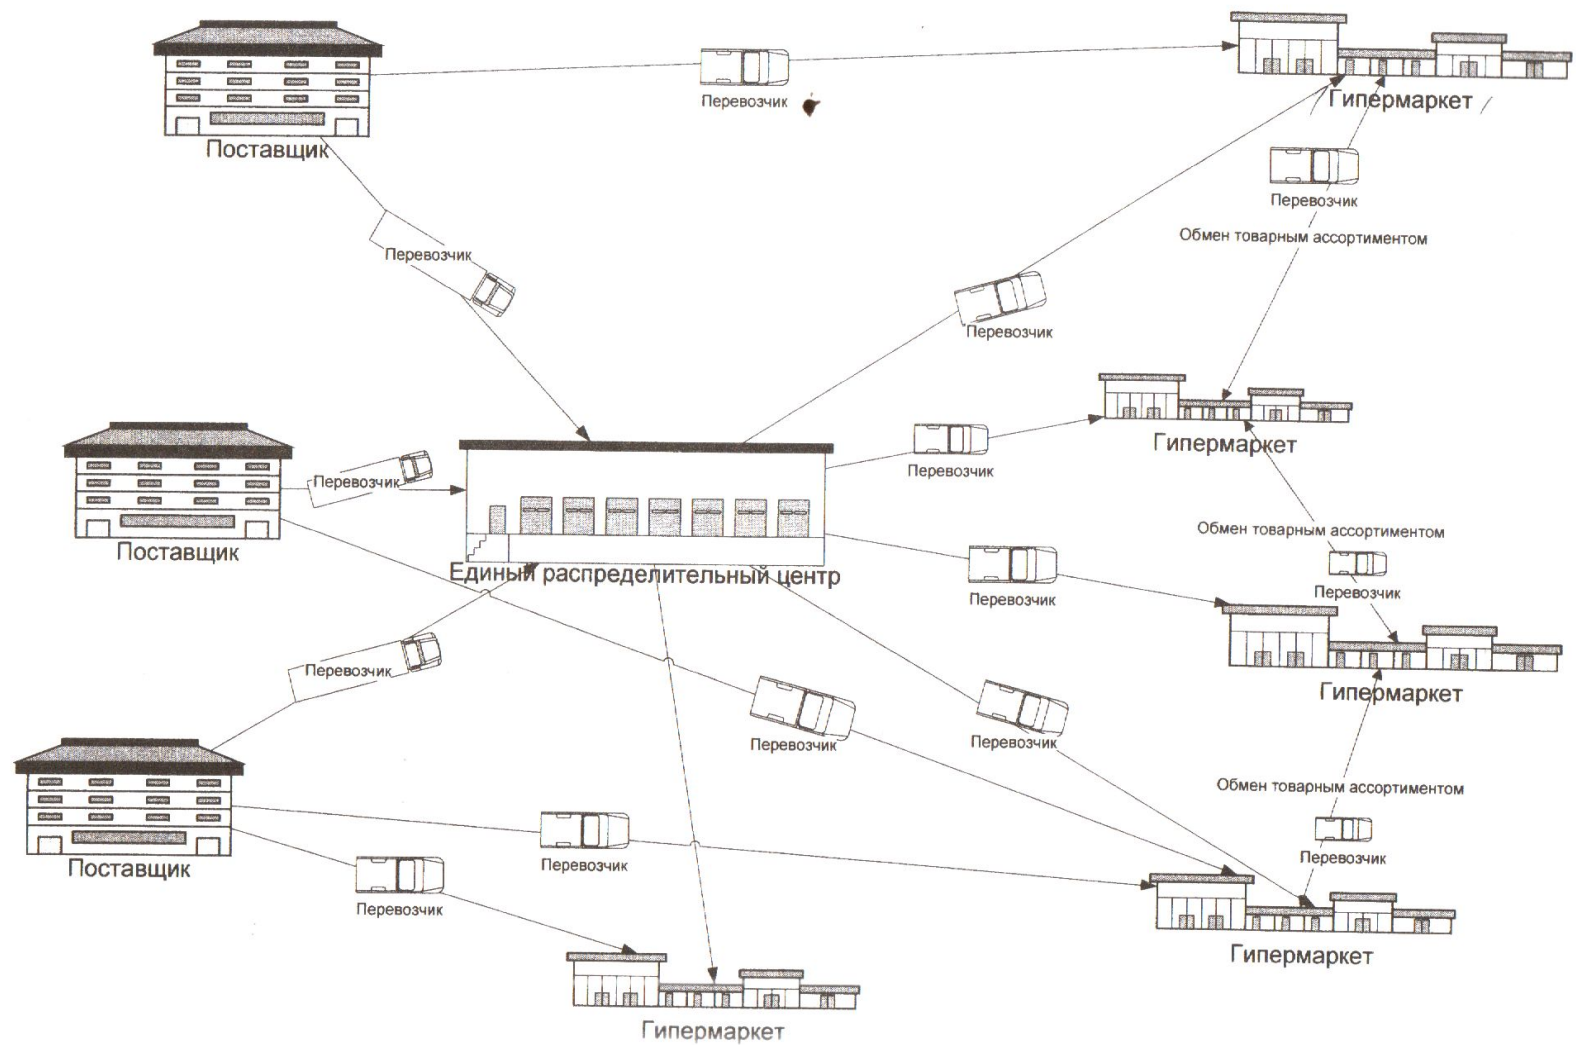 Перевозчик
Гипермаркет
Поставщик
Перевозчик
Обмен товарным ассортиментом
Перевозчик
Перевозчик
Гипермаркет
Перевозчик
Перевозчик
Поставщик
Обмен товарным ассортиментом
Единый распределительный центр
Перевозчик
Перевозчик
Перевозчик
Гипермаркет
Перевозчик
Перевозчик
Обмен товарным ассортиментом
Перевозчик
Перевозчик
Поставщик
Перевозчик
Гипермаркет
Гипермаркет